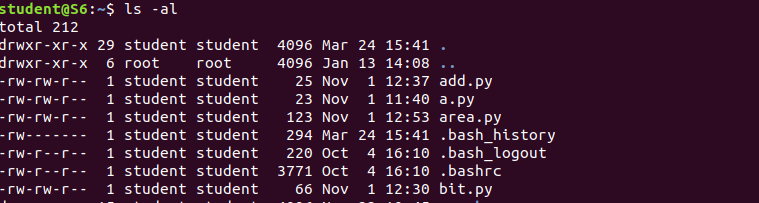 student@S6:~$ ls -al
total 212
drwxr-xr-x 29 student student  4096 Mar 24 15:41 .
drwxr-xr-x  6 root    root     4096 Jan 13 14:08 ..
-rw-rw-r--  1 student student    25 Nov  1 12:37 add.py
-rw-rw-r--  1 student student    23 Nov  1 11:40 a.py
-rw-rw-r--  1 student student   123 Nov  1 12:53 area.py
-rw-------  1 student student   294 Mar 24 15:41 .bash_history
-rw-r--r--  1 student student   220 Oct  4 16:10 .bash_logout
-rw-r--r--  1 student student  3771 Oct  4 16:10 .bashrc
-rw-rw-r--  1 student student    66 Nov  1 12:30 bit.py